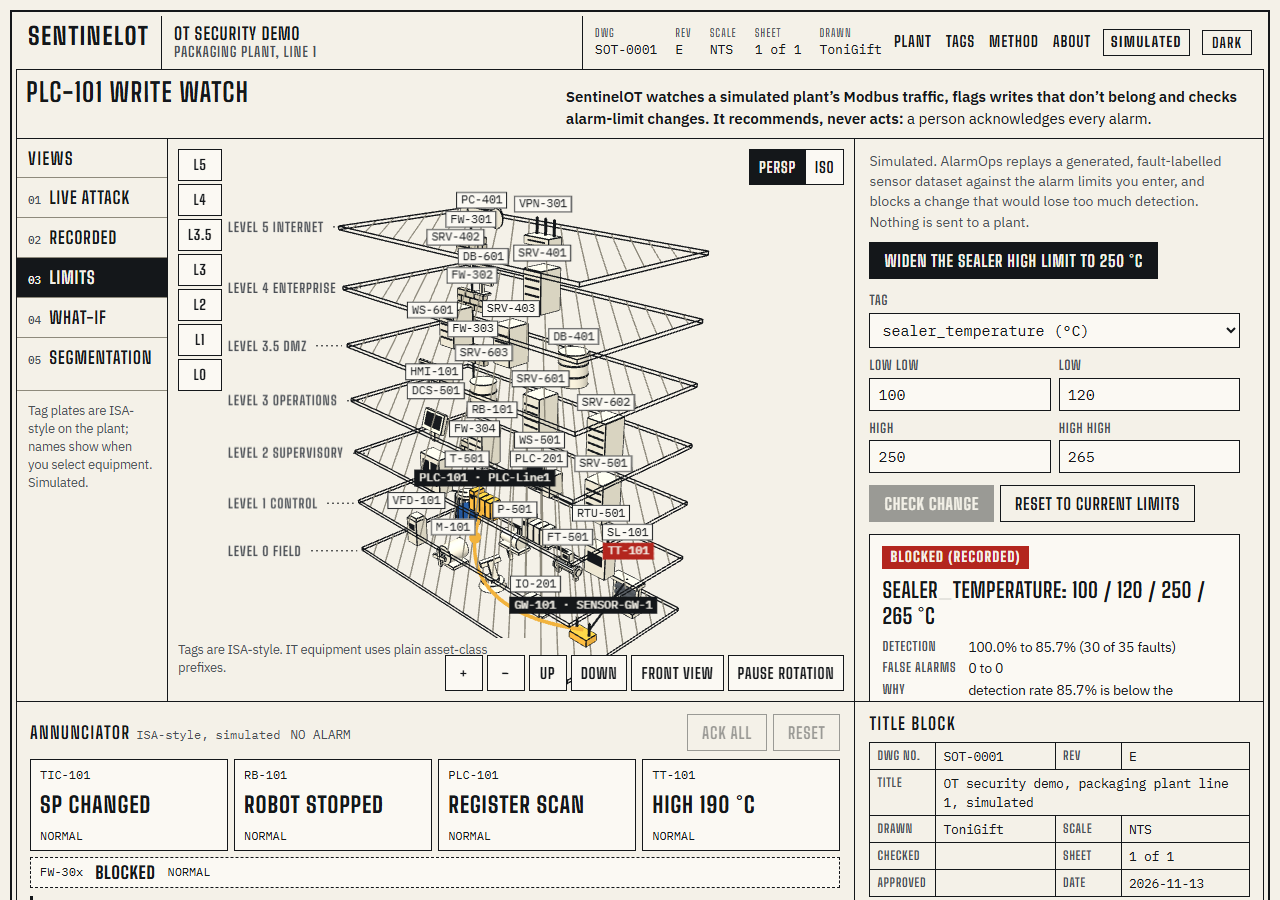 SENTINELOT
OT SECURITY DEMO
PACKAGING PLANT, LINE 1
DWG
SOT-0001
REV
E
SCALE
NTS
SHEET
1 of 1
DRAWN
ToniGift
PLANT
TAGS
METHOD
ABOUT
SIMULATED
DARK
PLC-101 WRITE WATCH
SentinelOT watches a simulated plant's Modbus traffic, flags writes that don't belong and checks
alarm-limit changes. It recommends, never acts: a person acknowledges every alarm.
VIEWS
01 LIVE ATTACK
02 RECORDED
03 LIMITS
04 WHAT-IF
05 SEGMENTATION
Tag plates are ISA-
style on the plant;
names show when
you select equipment.
Simulated.
L5
L4
L3.5
L3
L2
L1
L0
PERSP
ISO
LEVEL 5 INTERNET
LEVEL 4 ENTERPRISE
LEVEL 3.5 DMZ
LEVEL 3 OPERATIONS
LEVEL 2 SUPERVISORY
LEVEL 1 CONTROL
LEVEL 0 FIELD
PC-401
VPN-301
FW-301
SRV-402
DB-601
SRV-401
FW-302
WS-601
SRV-403
FW-303
DB-401
SRV-603
HMI-101
SRV-601
DCS-501
RB-101
SRV-602
FW-304
WS-501
T-501
PLC-201
SRV-501
PLC-101 · PLC-Line1
VFD-101
P-501
RTU-501
M-101
FT-501
SL-101
TT-101
IO-201
GW-101 · SENSOR-GW-1
Tags are ISA-style. IT equipment uses plain asset-class
prefixes.
+
−
UP
DOWN
FRONT VIEW
PAUSE ROTATION
Simulated. AlarmOps replays a generated, fault-labelled
sensor dataset against the alarm limits you enter, and
blocks a change that would lose too much detection.
Nothing is sent to a plant.
WIDEN THE SEALER HIGH LIMIT TO 250 °C
TAG
sealer_temperature (°C)
LOW LOW
LOW
100
120
HIGH
HIGH HIGH
250
265
CHECK CHANGE
RESET TO CURRENT LIMITS
BLOCKED (RECORDED)
SEALER_TEMPERATURE: 100 / 120 / 250 /
265 °C
DETECTION 100.0% to 85.7% (30 of 35 faults)
FALSE ALARMS 0 to 0
WHY detection rate 85.7% is below the
ANNUNCIATOR ISA-style, simulated NO ALARM
ACK ALL
RESET
TIC-101
SP CHANGED
NORMAL
RB-101
ROBOT STOPPED
NORMAL
PLC-101
REGISTER SCAN
NORMAL
TT-101
HIGH 190 °C
NORMAL
FW-30x BLOCKED NORMAL
TITLE BLOCK
DWG NO. SOT-0001 REV E
TITLE OT security demo, packaging plant line
1, simulated
DRAWN ToniGift SCALE NTS
CHECKED SHEET 1 of 1
APPROVED DATE 2026-11-13